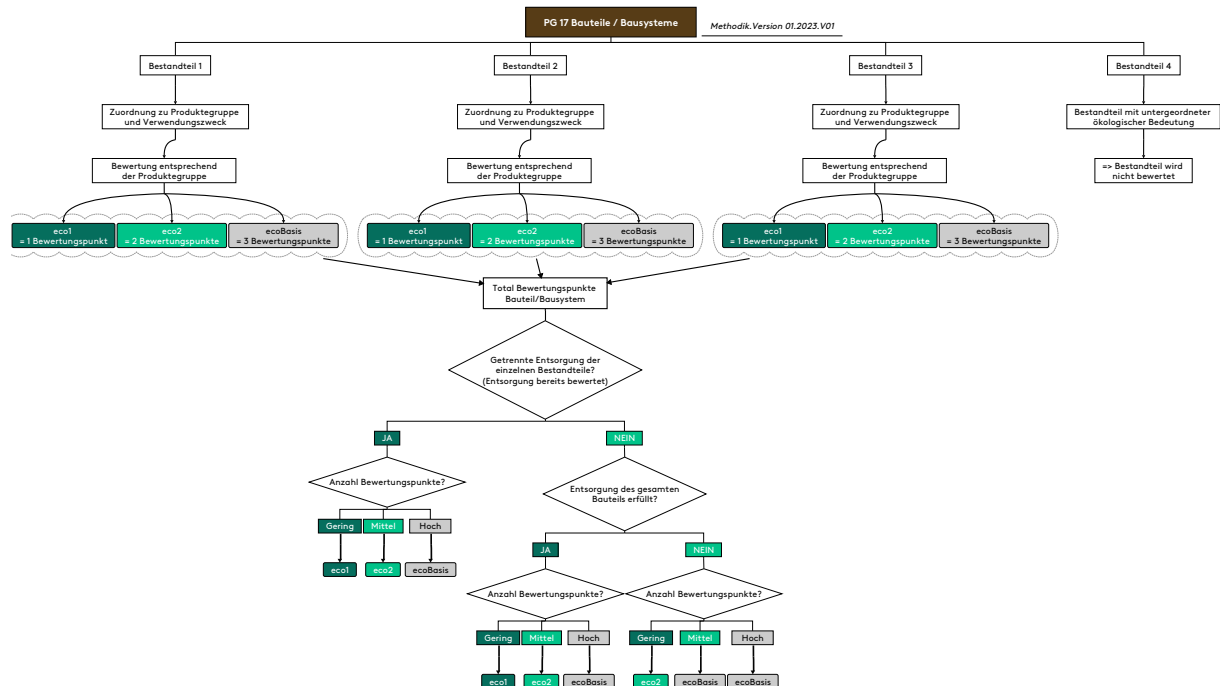 PG 17 Bauteile / Bausysteme
Methodik.Version 01.2023.V01
Bestandteil 1
Bestandteil 2
Bestandteil 3
Bestandteil 4
Zuordnung zu Produktegruppe
und Verwendungszweck
Zuordnung zu Produktegruppe
und Verwendungszweck
Zuordnung zu Produktegruppe
und Verwendungszweck
Bestandteil mit untergeordneter
ökologischer Bedeutung
Bewertung entsprechend
der Produktegruppe
Bewertung entsprechend
der Produktegruppe
Bewertung entsprechend
der Produktegruppe
=> Bestandteil wird
nicht bewertet
eco1
= 1 Bewertungspunkt
eco2
= 2 Bewertungspunkte
ecoBasis
= 3 Bewertungspunkte
eco1
= 1 Bewertungspunkt
eco2
= 2 Bewertungspunkte
ecoBasis
= 3 Bewertungspunkte
eco1
= 1 Bewertungspunkt
eco2
= 2 Bewertungspunkte
ecoBasis
= 3 Bewertungspunkte
Total Bewertungspunkte
Bauteil/Bausystem
Getrennte Entsorgung der
einzelnen Bestandteile?
(Entsorgung bereits bewertet)
JA
NEIN
Anzahl Bewertungspunkte?
Entsorgung des gesamten
Bauteils erfüllt?
Gering
Mittel
Hoch
eco1
eco2
ecoBasis
JA
NEIN
Anzahl Bewertungspunkte?
Anzahl Bewertungspunkte?
Gering
Mittel
Hoch
Gering
Mittel
Hoch
eco1
eco2
ecoBasis
eco2
ecoBasis
ecoBasis